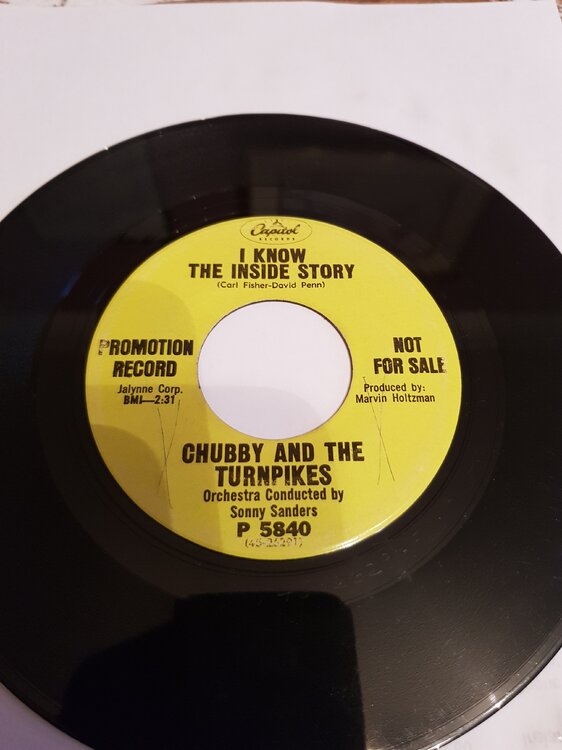 Capitol
RECORDS
I KNOW
THE INSIDE STORY
(Carl Fisher-David Penn)
PROMOTION
RECORD
Jalynne Corp.
BMI—2:31
NOT
FOR SALE
Produced by:
Marvin Holtzman
CHUBBY AND THE
TURNPIKES
Orchestra Conducted by
Sonny Sanders
P 5840